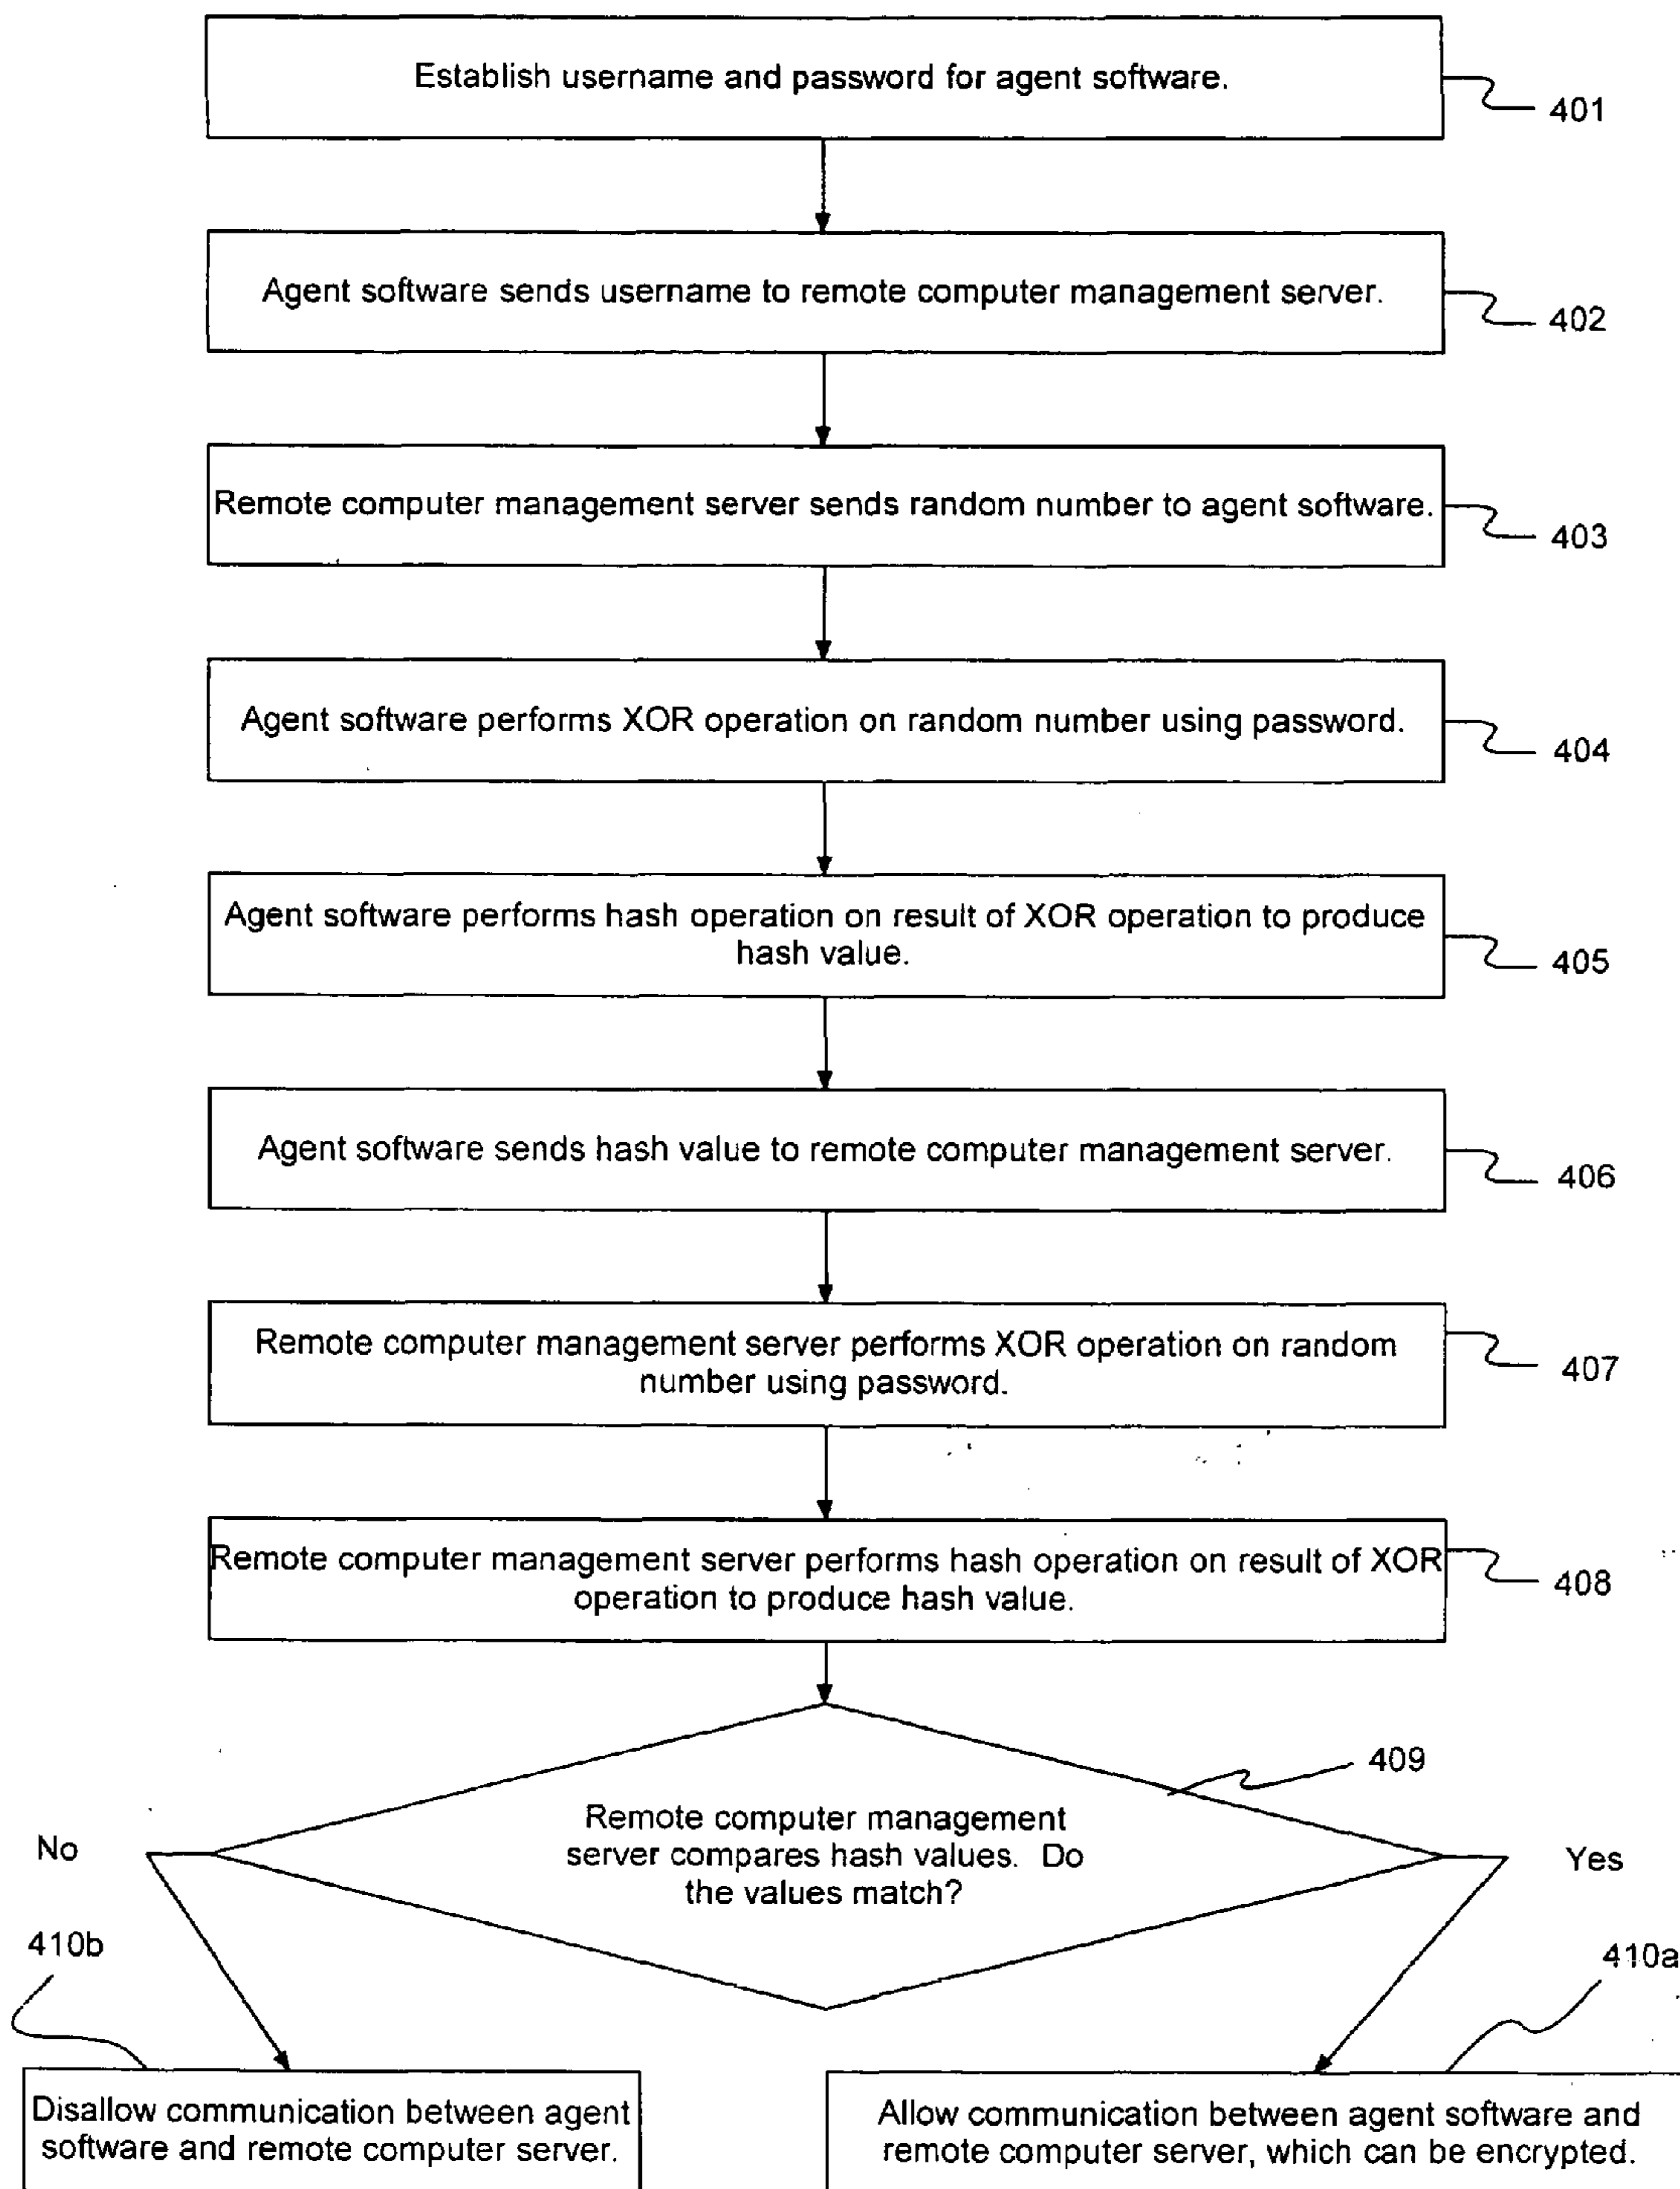 Establish username and password for agent software.
401
Agent software sends username to remote computer management server.
402
Remote computer management server sends random number to agent software.
403
Agent software performs XOR operation on random number using password.
404
Agent software performs hash operation on result of XOR operation to produce
hash value.
405
Agent software sends hash value to remote computer management server.
406
Remote computer management server performs XOR operation on random
number using password.
407
Remote computer management server performs hash operation on result of XOR
operation to produce hash value.
408
409
Remote computer management
server compares hash values. Do
the values match?
No
Yes
410b
410a
Disallow communication between agent
software and remote computer server.
Allow communication between agent software and
remote computer server, which can be encrypted.